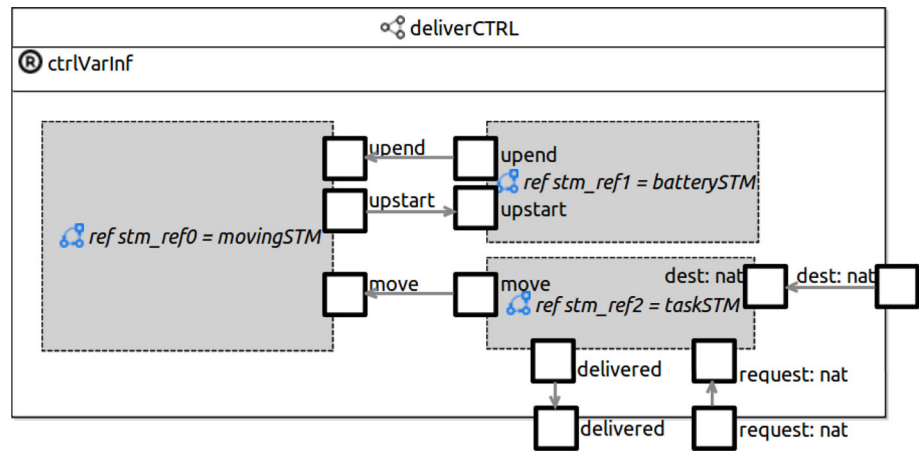 deliverCTRL
R ctrlVarInf
upend
upend
ref stm_ref1 = batterySTM
upstart
upstart
ref stm_ref0 = movingSTM
move
move
dest: nat
dest: nat
ref stm_ref2 = taskSTM
delivered
request: nat
delivered
request: nat